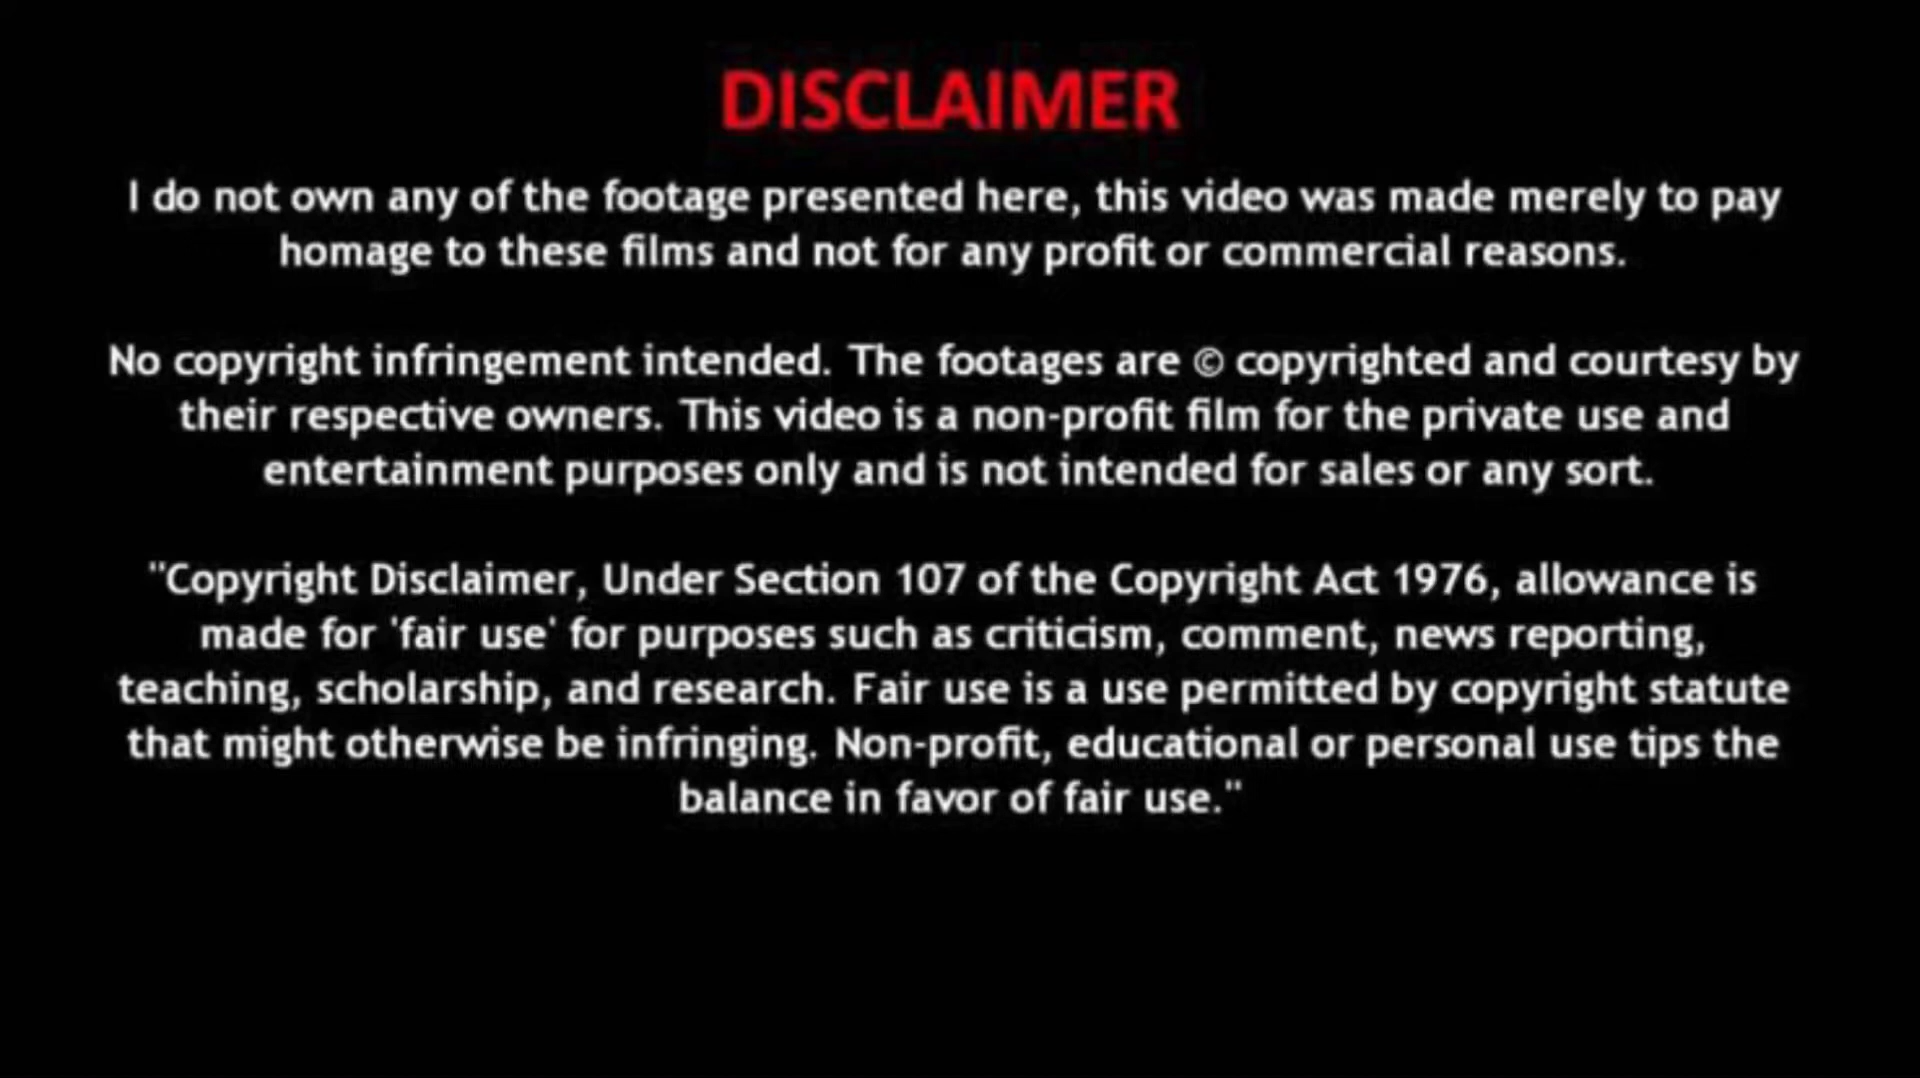 DISCLAIMER
I do not own any of the footage presented here, this video was made merely to pay
homage to these films and not for any profit or commercial reasons.
No copyright infringement intended. The footages are © copyrighted and courtesy by
their respective owners. This video is a non-profit film for the private use and
entertainment purposes only and is not intended for sales or any sort.
"Copyright Disclaimer, Under Section 107 of the Copyright Act 1976, allowance is
made for 'fair use' for purposes such as criticism, comment, news reporting,
teaching, scholarship, and research. Fair use is a use permitted by copyright statute
that might otherwise be infringing. Non-profit, educational or personal use tips the
balance in favor of fair use."